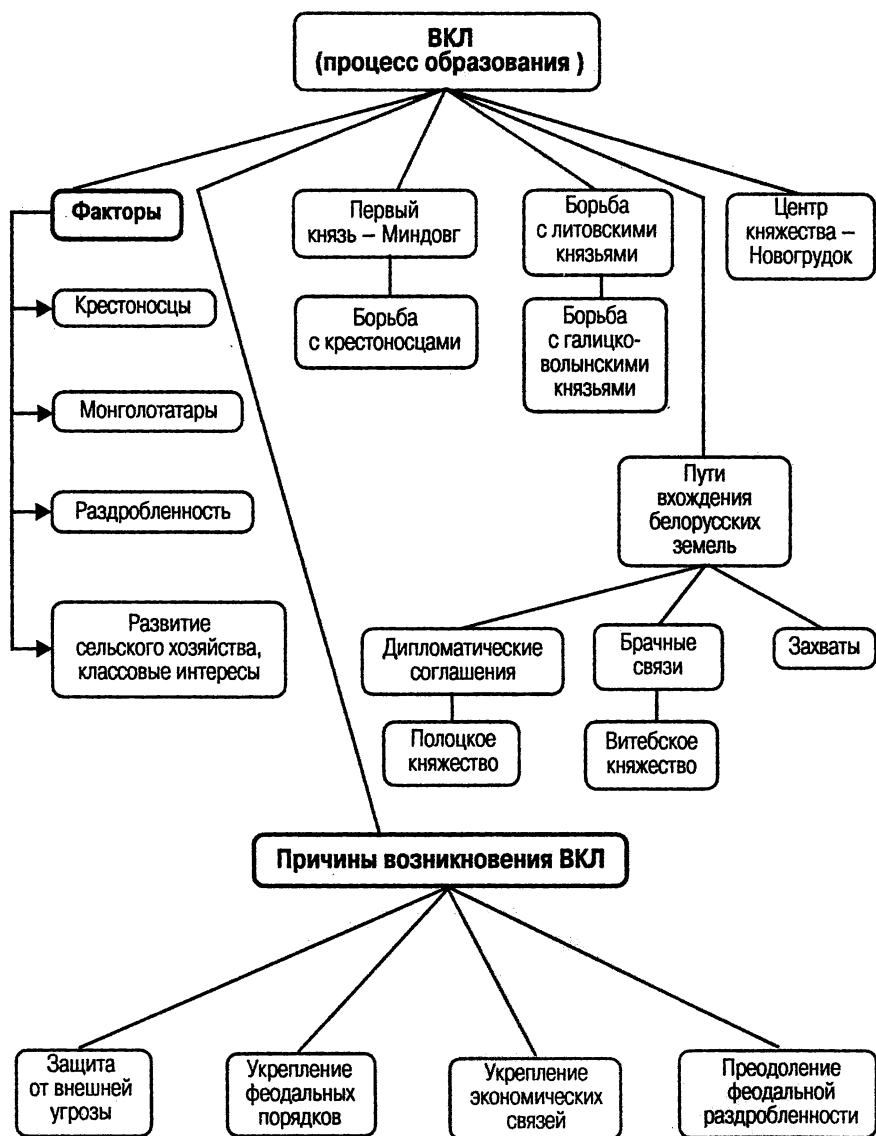 ВКЛ
(процесс образования )
Факторы
Первый
князь – Миндовг
Борьба
с литовскими
князьями
Центр
княжества –
Новогрудок
Крестоносцы
Борьба
с крестоносцами
Борьба
с галицко-
волынскими
князьями
Монголотатары
Раздробленность
Пути
вхождения
белорусских
земель
Развитие
сельского хозяйства,
классовые интересы
Дипломатические
соглашения
Брачные
связи
Захваты
Полоцкое
княжество
Витебское
княжество
Причины возникновения ВКЛ
Защита
от внешней
угрозы
Укрепление
феодальных
порядков
Укрепление
экономических
связей
Преодоление
феодальной
раздробленности